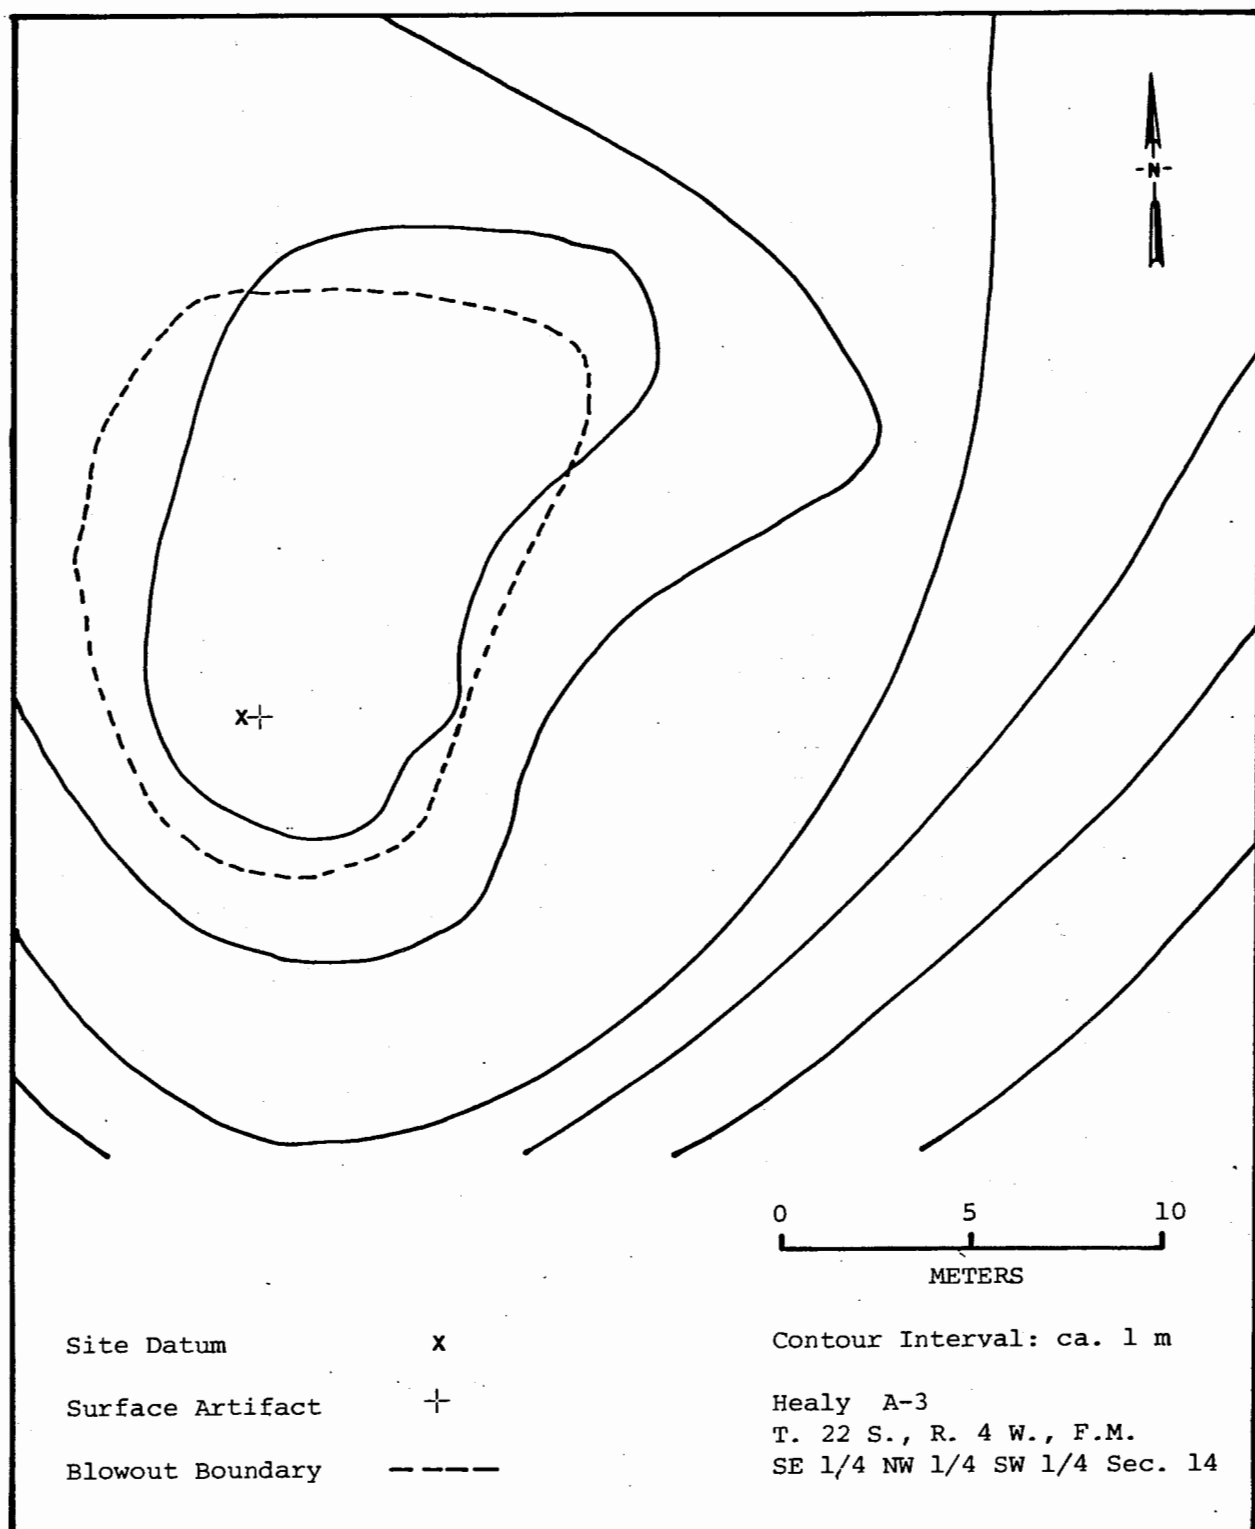 -N-
X
0 5 10
METERS
Site Datum X
Surface Artifact
Blowout Boundary
Contour Interval: ca. 1 m
Healy A-3
T. 22 S., R. 4 W., F.M.
SE 1/4 NW 1/4 SW 1/4 Sec. 14